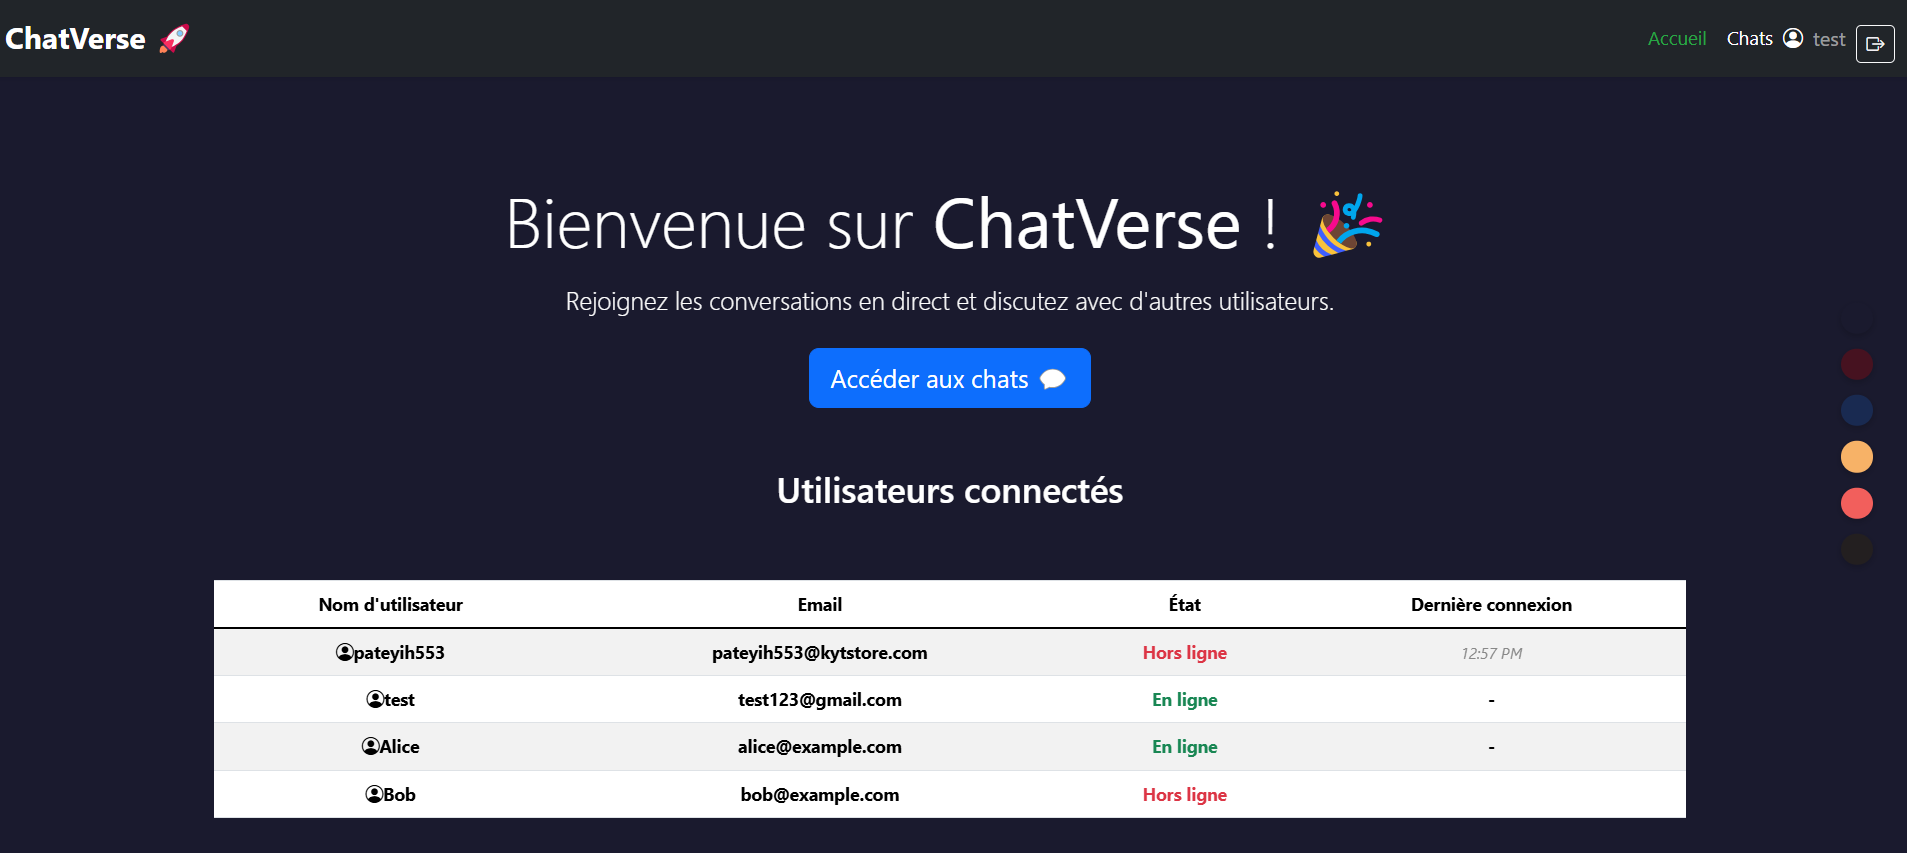 ChatVerse 🚀
Accueil Chats test
Bienvenue sur ChatVerse ! 🎉
Rejoignez les conversations en direct et discutez avec d'autres utilisateurs.
Accéder aux chats 💬
Utilisateurs connectés
Nom d'utilisateur Email État Dernière connexion
pateyih553 pateyih553@kytstore.com Hors ligne 12:57 PM
test test123@gmail.com En ligne -
Alice alice@example.com En ligne -
Bob bob@example.com Hors ligne